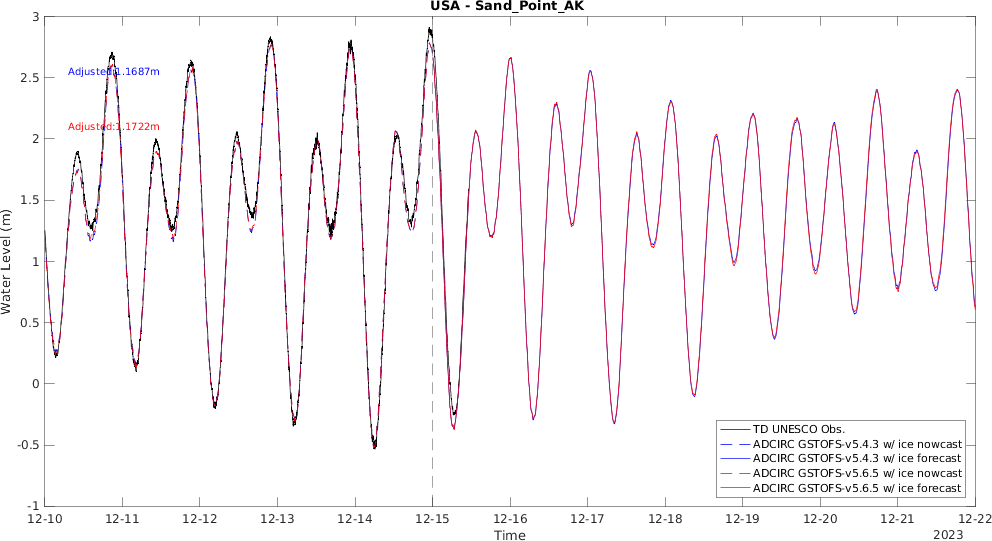 USA - Sand_Point_AK
3
2.5
2
1.5
1
0.5
0
-0.5
-1
Water Level (m)
Adjusted:1.1687m
Adjusted:1.1722m
TD UNESCO Obs.
ADCIRC GSTOFS-v5.4.3 w/ ice nowcast
ADCIRC GSTOFS-v5.4.3 w/ ice forecast
ADCIRC GSTOFS-v5.6.5 w/ ice nowcast
ADCIRC GSTOFS-v5.6.5 w/ ice forecast
12-10 12-11 12-12 12-13 12-14 12-15 12-16 12-17 12-18 12-19 12-20 12-21 12-22
Time
2023